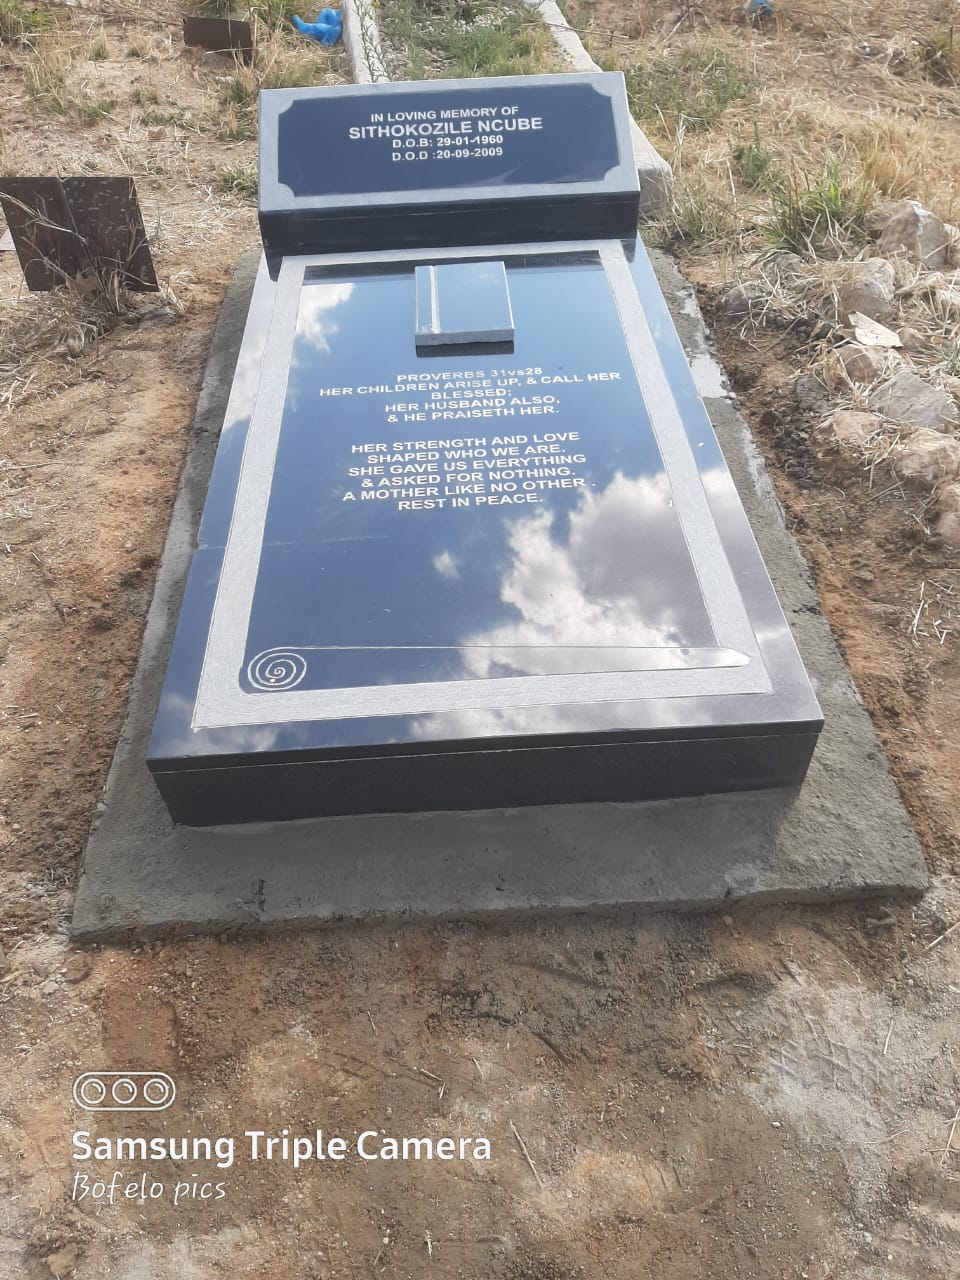 IN LOVING MEMORY OF
SITHOKOZILE NCUBE
D.O.B: 29-01-1960
D.O.D :20-09-2009
PROVERBS 31vs28
HER CHILDREN ARISE UP, & CALL HER
BLESSED;
HER HUSBAND ALSO,
& HE PRAISETH HER.
HER STRENGTH AND LOVE
SHAPED WHO WE ARE.
SHE GAVE US EVERYTHING
& ASKED FOR NOTHING.
A MOTHER LIKE NO OTHER .
REST IN PEACE.
Samsung Triple Camera
Bofelo pics